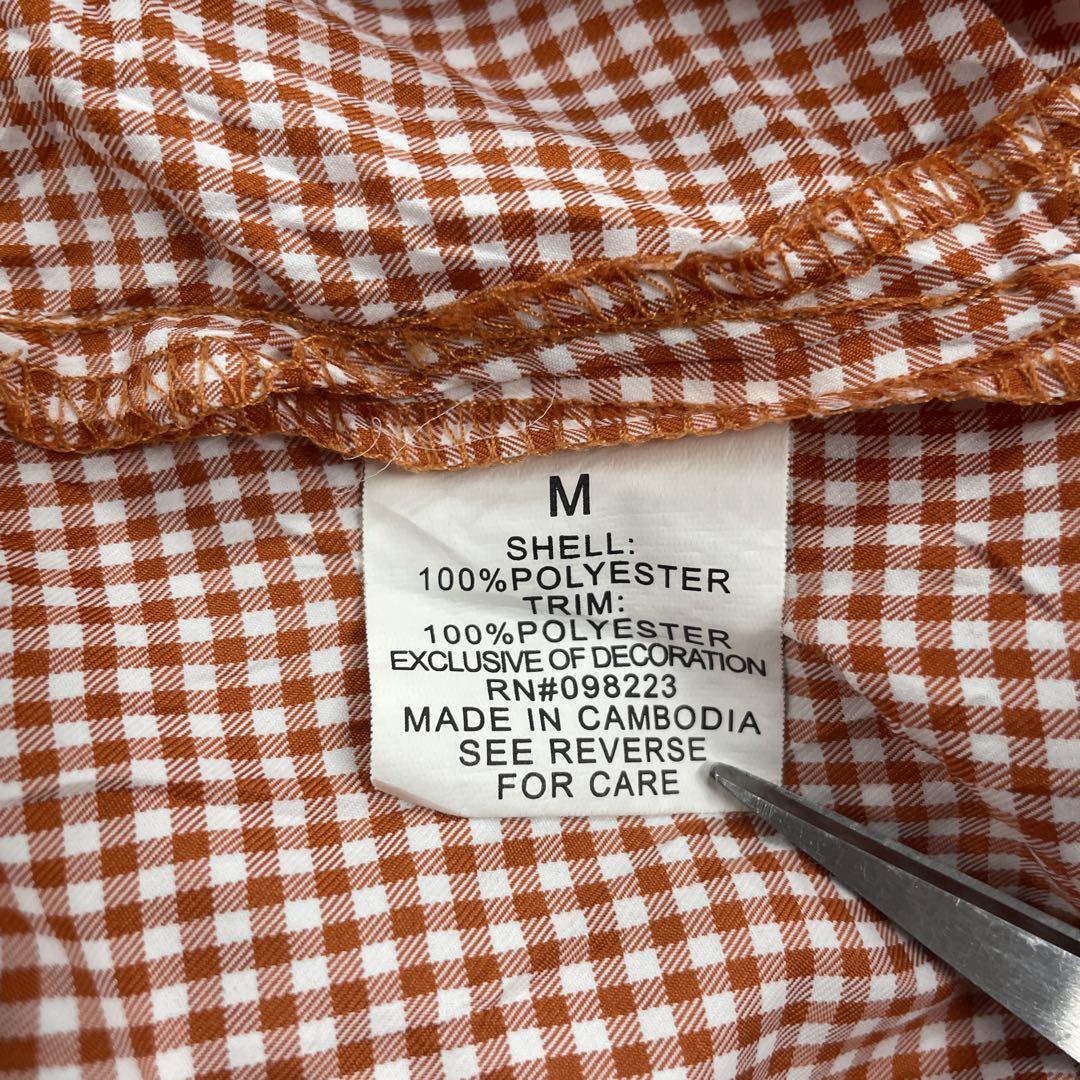 M
SHELL:
100%POLYESTER
TRIM:
100%POLYESTER
EXCLUSIVE OF DECORATION
RN#098223
MADE IN CAMBODIA
SEE REVERSE
FOR CARE